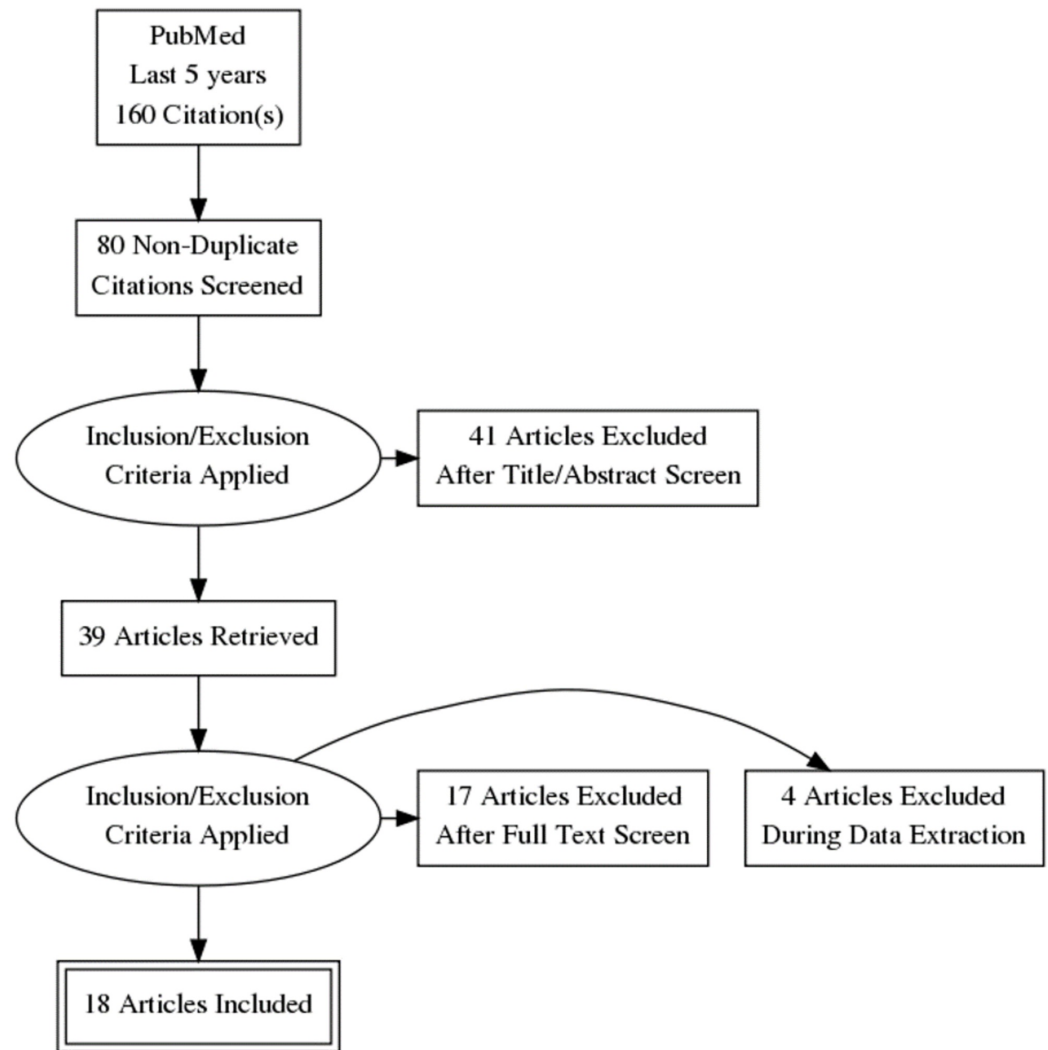 PubMed
Last 5 years
160 Citation(s)
80 Non-Duplicate
Citations Screened
Inclusion/Exclusion
Criteria Applied
41 Articles Excluded
After Title/Abstract Screen
39 Articles Retrieved
Inclusion/Exclusion
Criteria Applied
17 Articles Excluded
After Full Text Screen
4 Articles Excluded
During Data Extraction
18 Articles Included